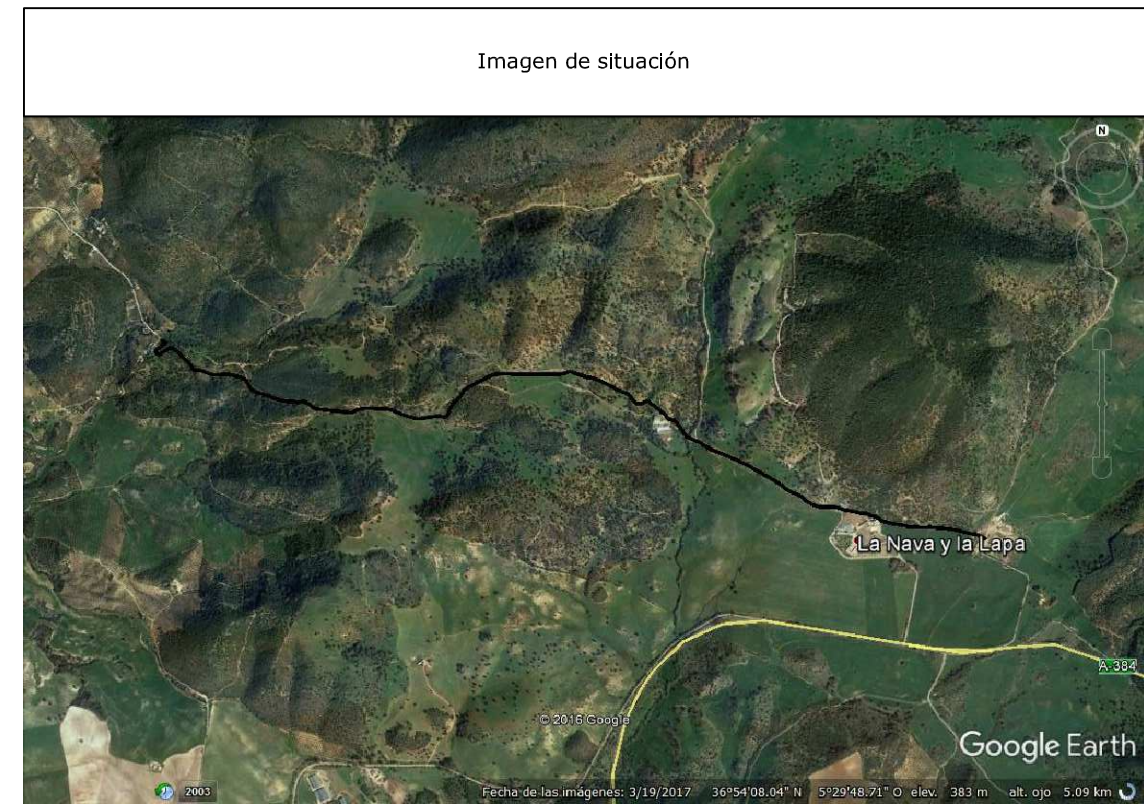 Imagen de situación
N
La Nava y la Lapa
A-384
© 2016 Google
Google Earth
2003
Fecha de las imágenes: 3/19/2017 36°54'08.04" N 5°29'48.71" O elev. 383 m alt. ojo 5.09 km